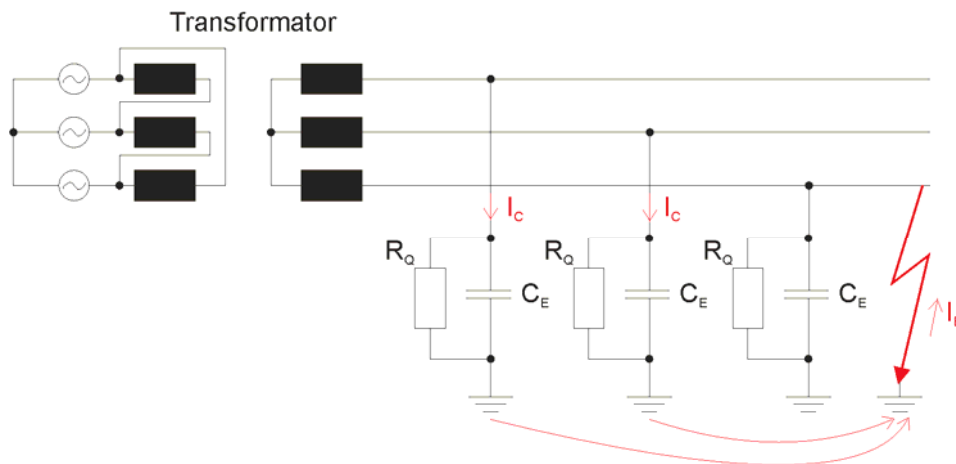 Transformator
I_C
I_C
R_Q
C_E
R_Q
C_E
R_Q
C_E